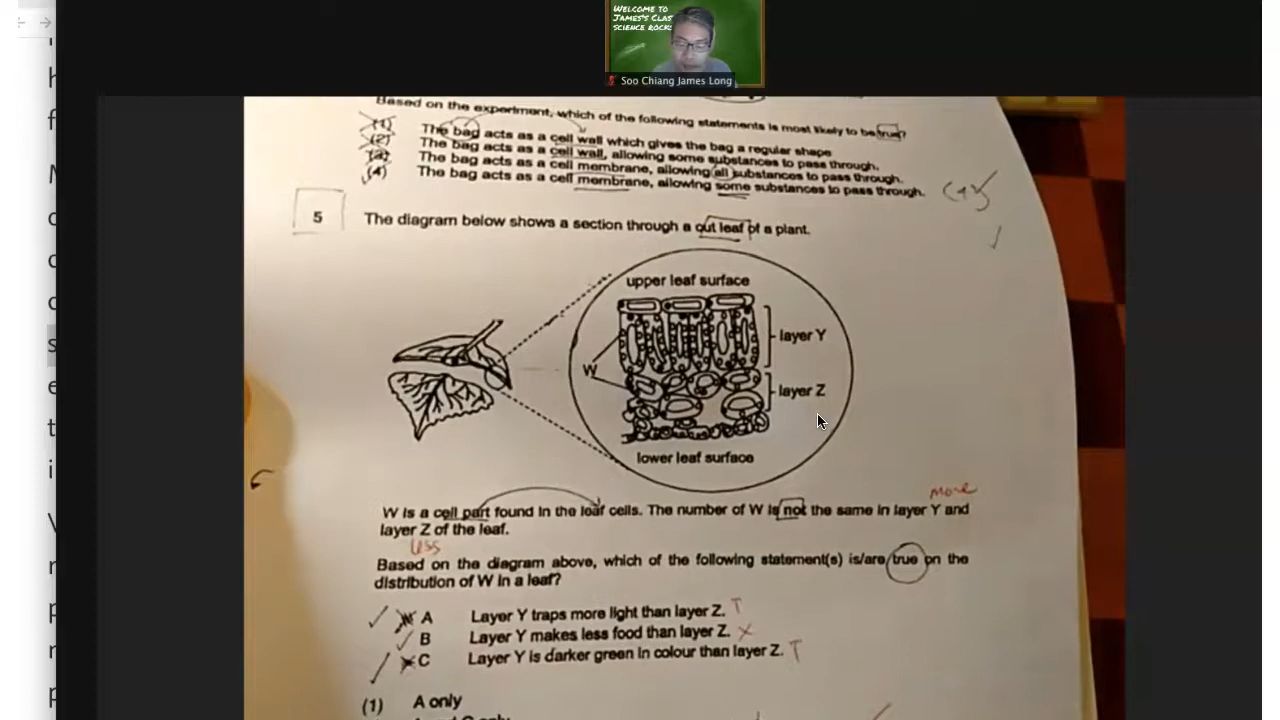 WELCOME TO
JAMES'S CLAS
SCIENCE ROCK
Soo Chiang James Long
Based on the experiment, which of the following statements is most likely to be true?
(1) The bag acts as a cell wall which gives the bag a regular shape
(2) The bag acts as a cell wall, allowing some substances to pass through.
(3) The bag acts as a cell membrane, allowing all substances to pass through.
(4) The bag acts as a cell membrane, allowing some substances to pass through.
(4)
5 The diagram below shows a section through a cut leaf of a plant.
upper leaf surface
layer Y
W
layer Z
lower leaf surface
more
W is a cell part found in the leaf cells. The number of W is not the same in layer Y and
layer Z of the leaf.
less
Based on the diagram above, which of the following statement(s) is/are true on the
distribution of W in a leaf?
A Layer Y traps more light than layer Z. T
B Layer Y makes less food than layer Z. X
C Layer Y is darker green in colour than layer Z. T
(1) A only